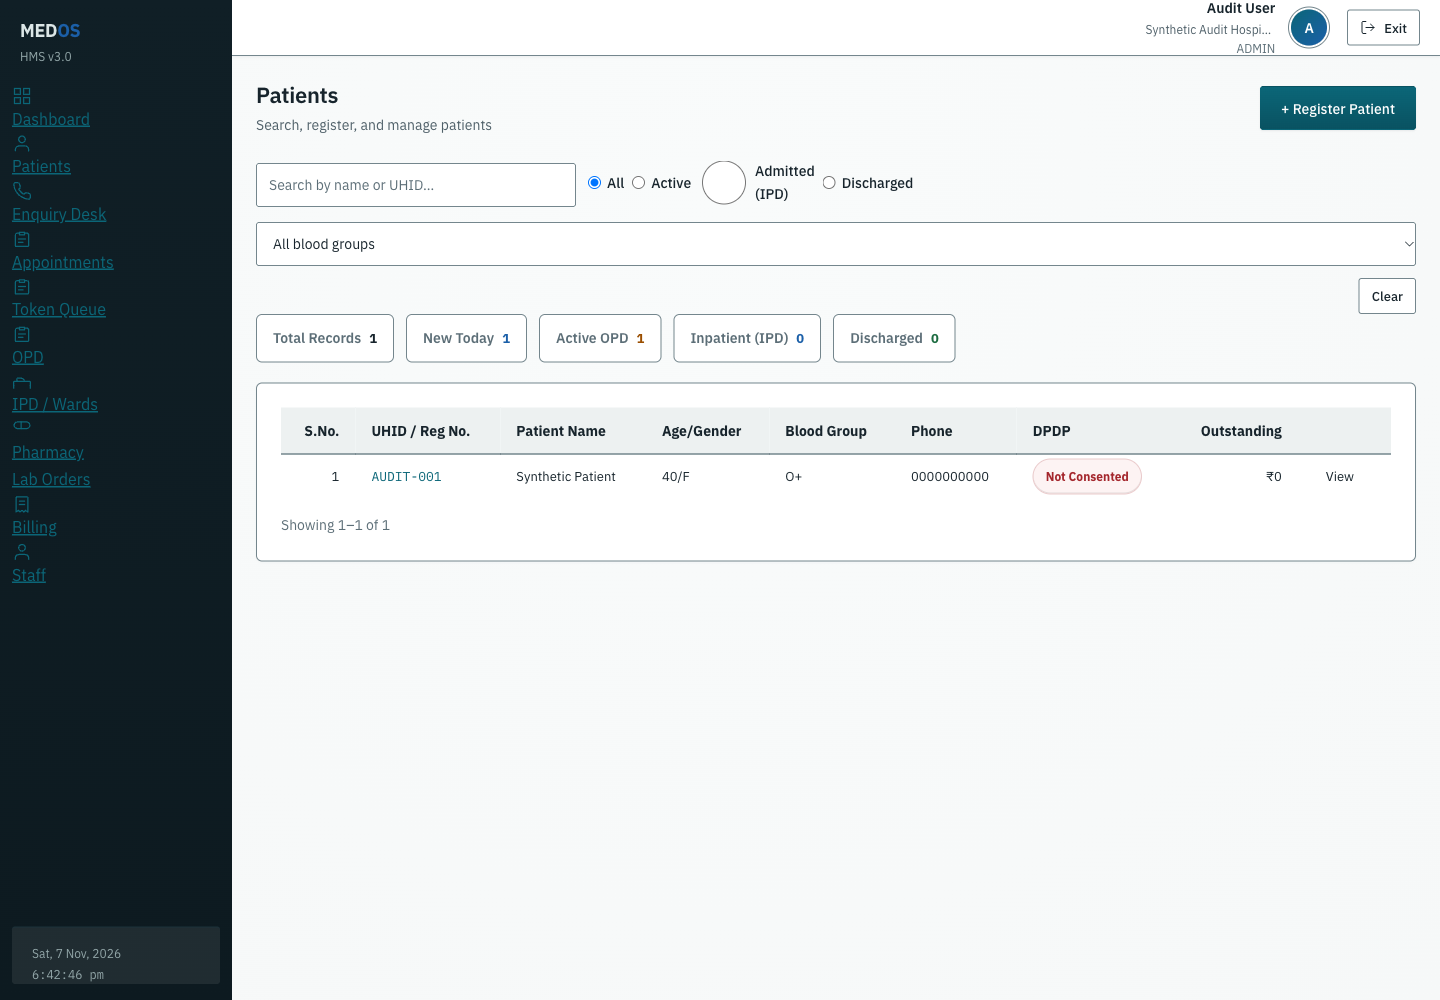 MEDOS
HMS v3.0
Dashboard
Patients
Enquiry Desk
Appointments
Token Queue
OPD
IPD / Wards
Pharmacy
Lab Orders
Billing
Staff
Sat, 7 Nov, 2026
6:42:46 pm
Audit User
Synthetic Audit Hospi...
ADMIN
A
Exit
Patients
Search, register, and manage patients
+ Register Patient
Search by name or UHID...
All
Active
Admitted
(IPD)
Discharged
All blood groups
Clear
Total Records 1
New Today 1
Active OPD 1
Inpatient (IPD) 0
Discharged 0
S.No. UHID / Reg No. Patient Name Age/Gender Blood Group Phone DPDP Outstanding
1 AUDIT-001 Synthetic Patient 40/F O+ 0000000000 Not Consented ₹0 View
Showing 1–1 of 1